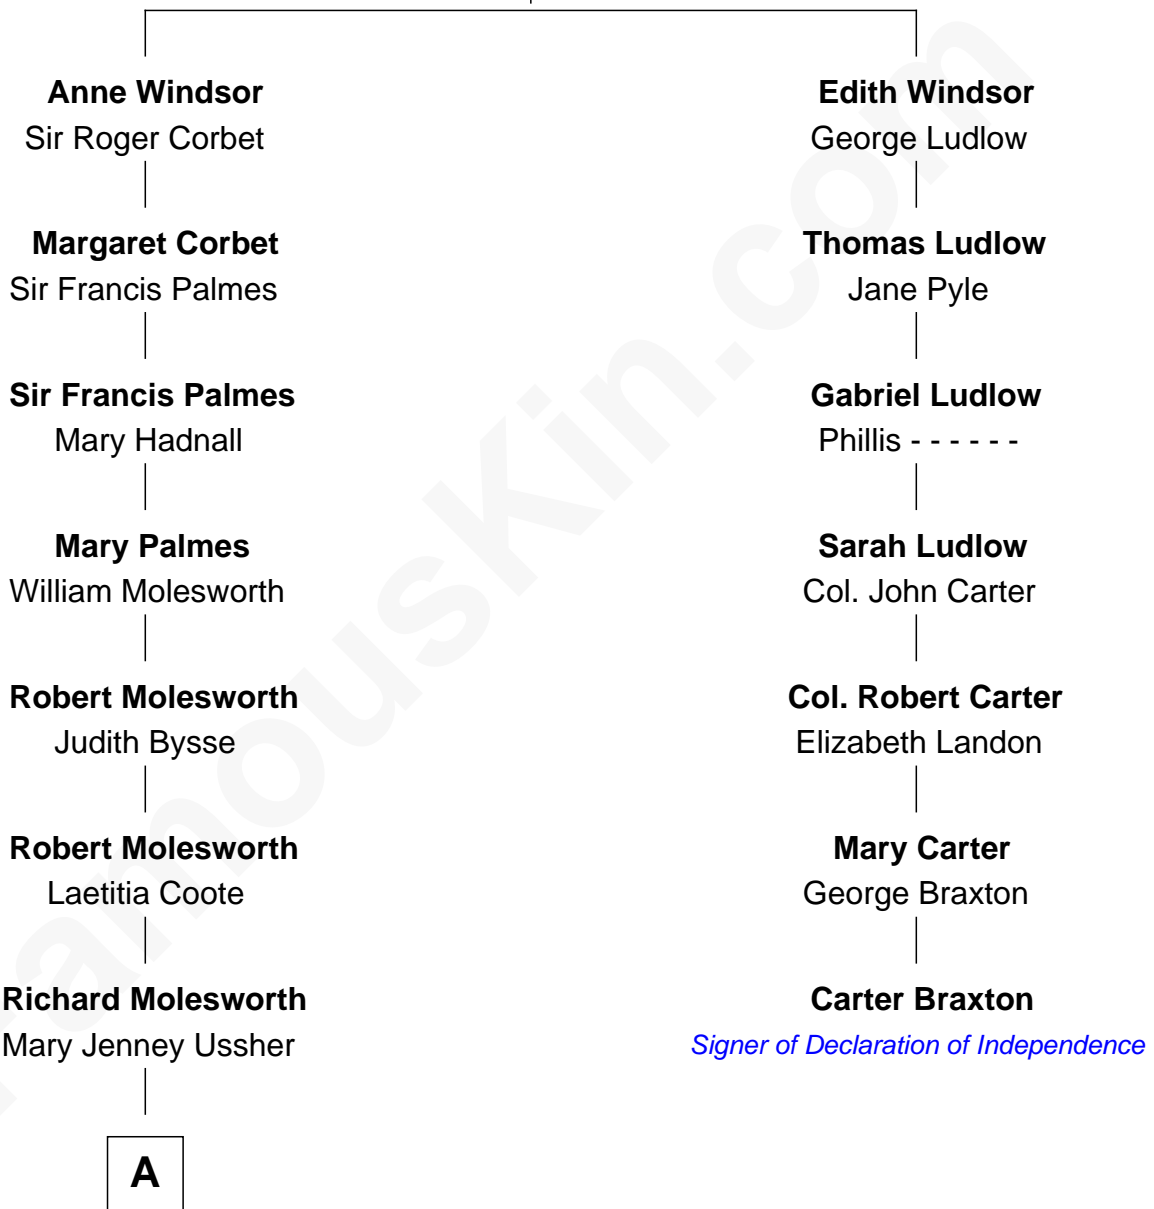 Anne Windsor
Sir Roger Corbet
Margaret Corbet
Sir Francis Palmes
Sir Francis Palmes
Mary Hadnall
Mary Palmes
William Molesworth
Robert Molesworth
Judith Bysse
Robert Molesworth
Laetitia Coote
Richard Molesworth
Mary Jenney Ussher
A
Edith Windsor
George Ludlow
Thomas Ludlow
Jane Pyle
Gabriel Ludlow
Phillis - - - - - -
Sarah Ludlow
Col. John Carter
Col. Robert Carter
Elizabeth Landon
Mary Carter
George Braxton
Carter Braxton
Signer of Declaration of Independence
FamousKin.com